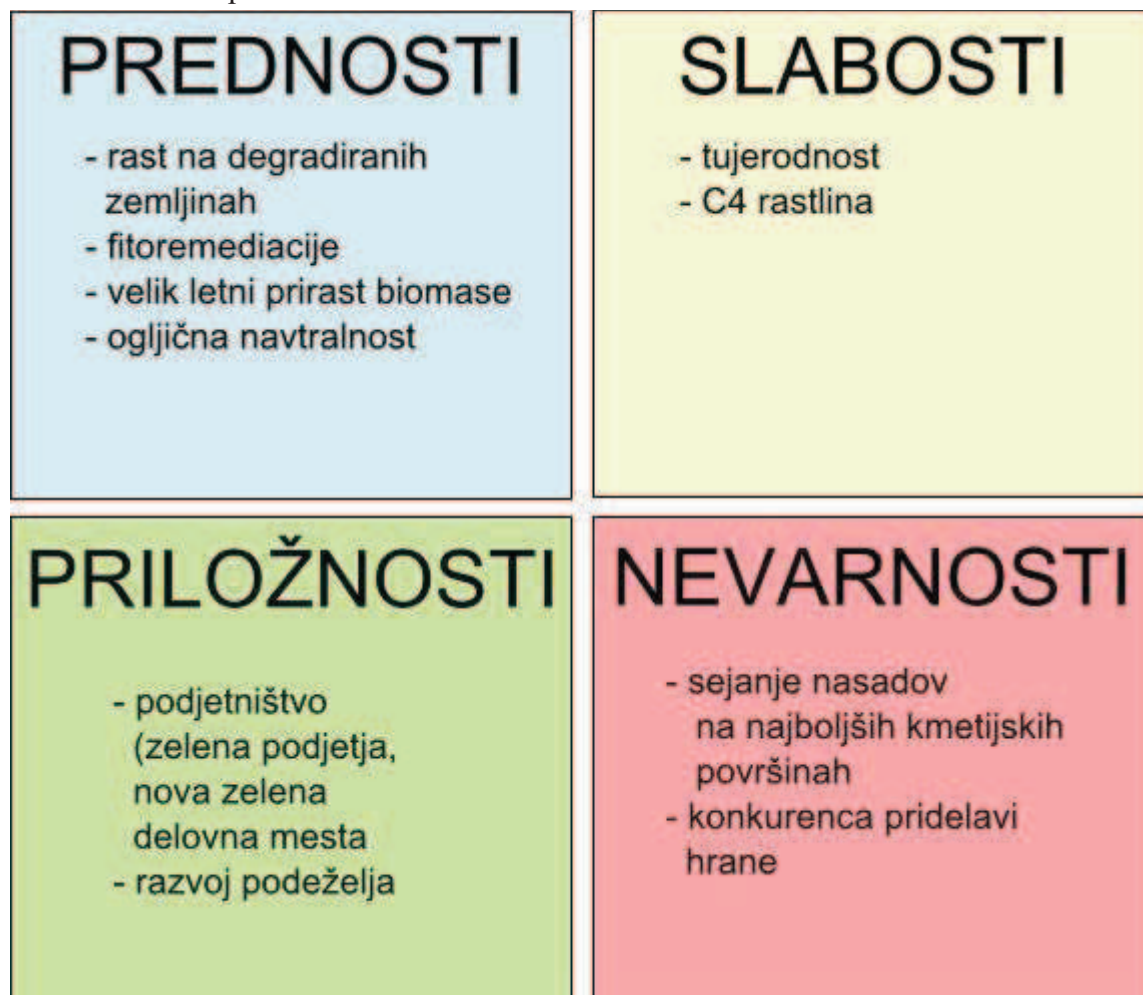 PREDNOSTI
- rast na degradiranih
zemljinah
- fitoremediacije
- velik letni prirast biomase
- ogljična navtralnost
SLABOSTI
- tujerodnost
- C4 rastlina
PRILOŽNOSTI
- podjetništvo
(zelena podjetja,
nova zelena
delovna mesta
- razvoj podeželja
NEVARNOSTI
- sejanje nasadov
na najboljših kmetijskih
površinah
- konkurenca pridelavi
hrane